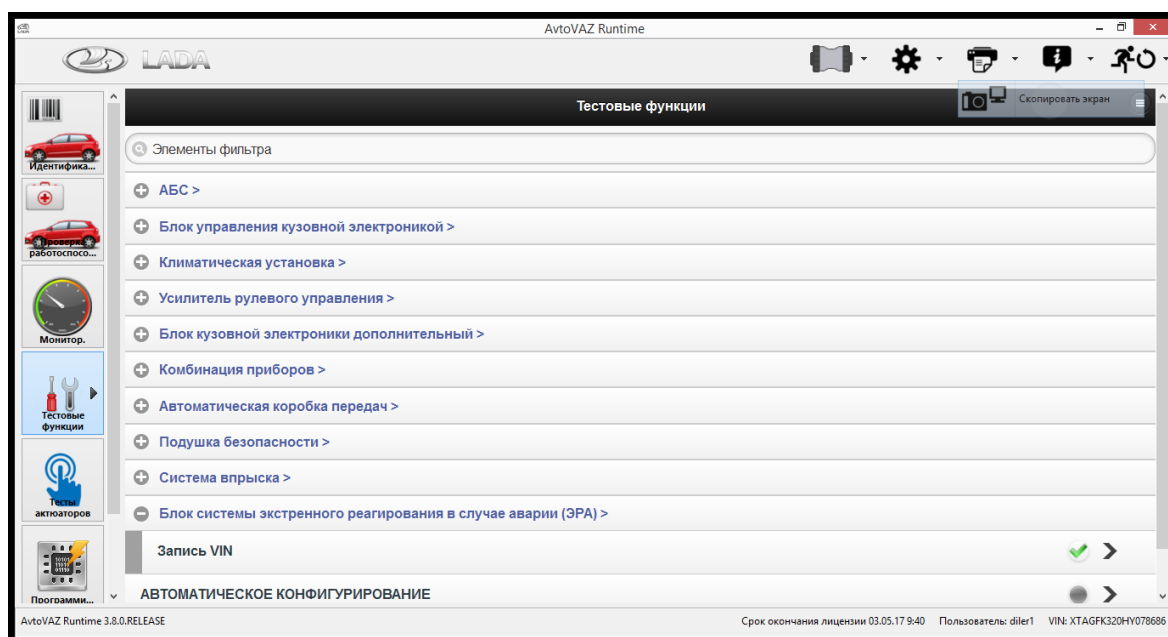 AvtoVAZ Runtime
LADA
Скопировать экран
Тестовые функции
Идентифика...
Элементы фильтра
АБС >
Проверка
работоспосо...
Блок управления кузовной электроникой >
Климатическая установка >
Усилитель рулевого управления >
Монитор.
Блок кузовной электроники дополнительный >
Комбинация приборов >
Тестовые
функции
Автоматическая коробка передач >
Подушка безопасности >
Система впрыска >
Тесты
актюаторов
Блок системы экстренного реагирования в случае аварии (ЭРА) >
Запись VIN
Программи...
АВТОМАТИЧЕСКОЕ КОНФИГУРИРОВАНИЕ
AvtoVAZ Runtime 3.8.0.RELEASE
Срок окончания лицензии 03.05.17 9:40 Пользователь: diler1 VIN: XTAGFK320HY078686